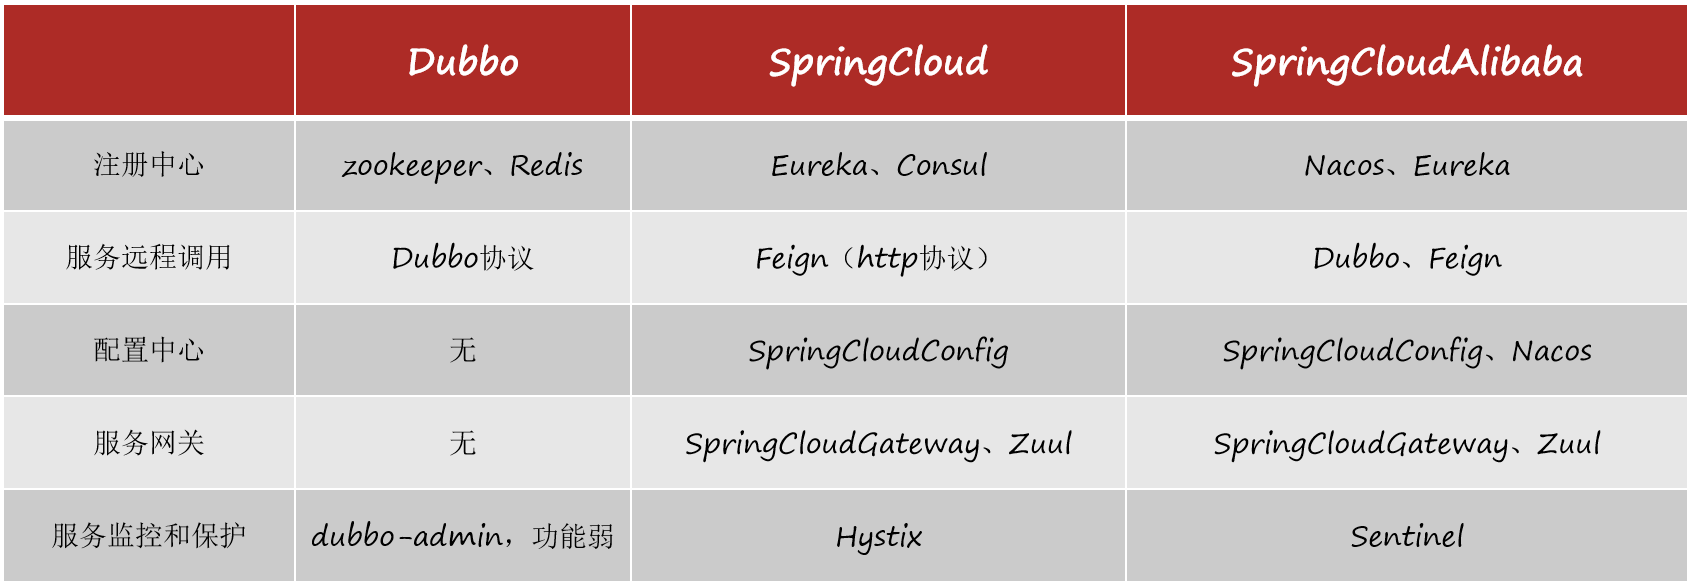 Dubbo SpringCloud SpringCloudAlibaba
注册中心 zookeeper、Redis Eureka、Consul Nacos、Eureka
服务远程调用 Dubbo协议 Feign（http协议） Dubbo、Feign
配置中心 无 SpringCloudConfig SpringCloudConfig、Nacos
服务网关 无 SpringCloudGateway、Zuul SpringCloudGateway、Zuul
服务监控和保护 dubbo-admin，功能弱 Hystix Sentinel